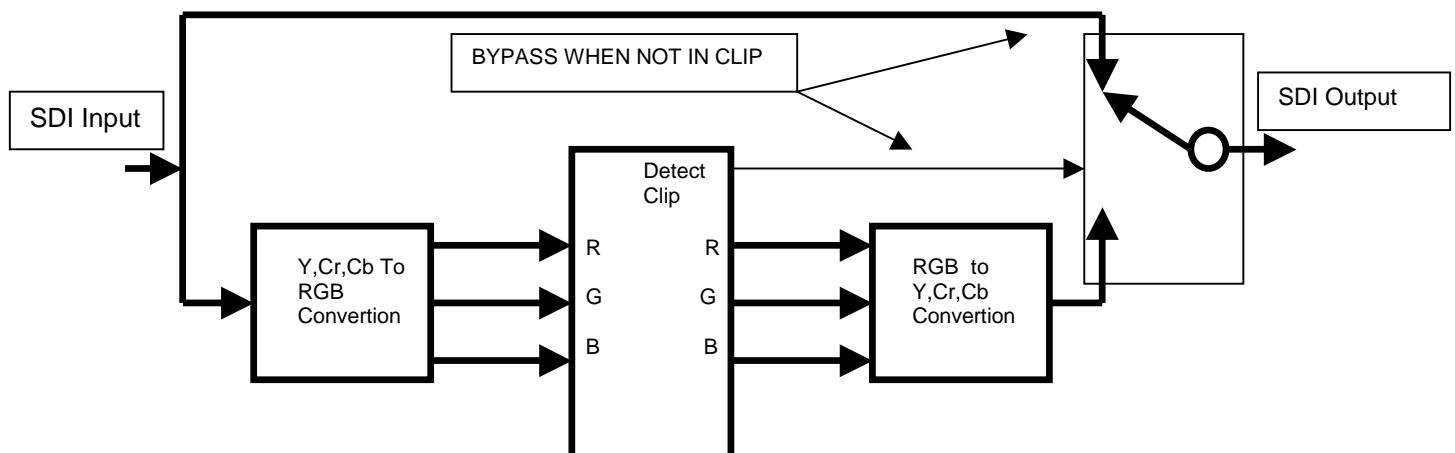 BYPASS WHEN NOT IN CLIP
SDI Input
SDI Output
Detect
Clip
Y,Cr,Cb To
RGB
Convertion
R
G
B
R
G
B
RGB to
Y,Cr,Cb
Convertion